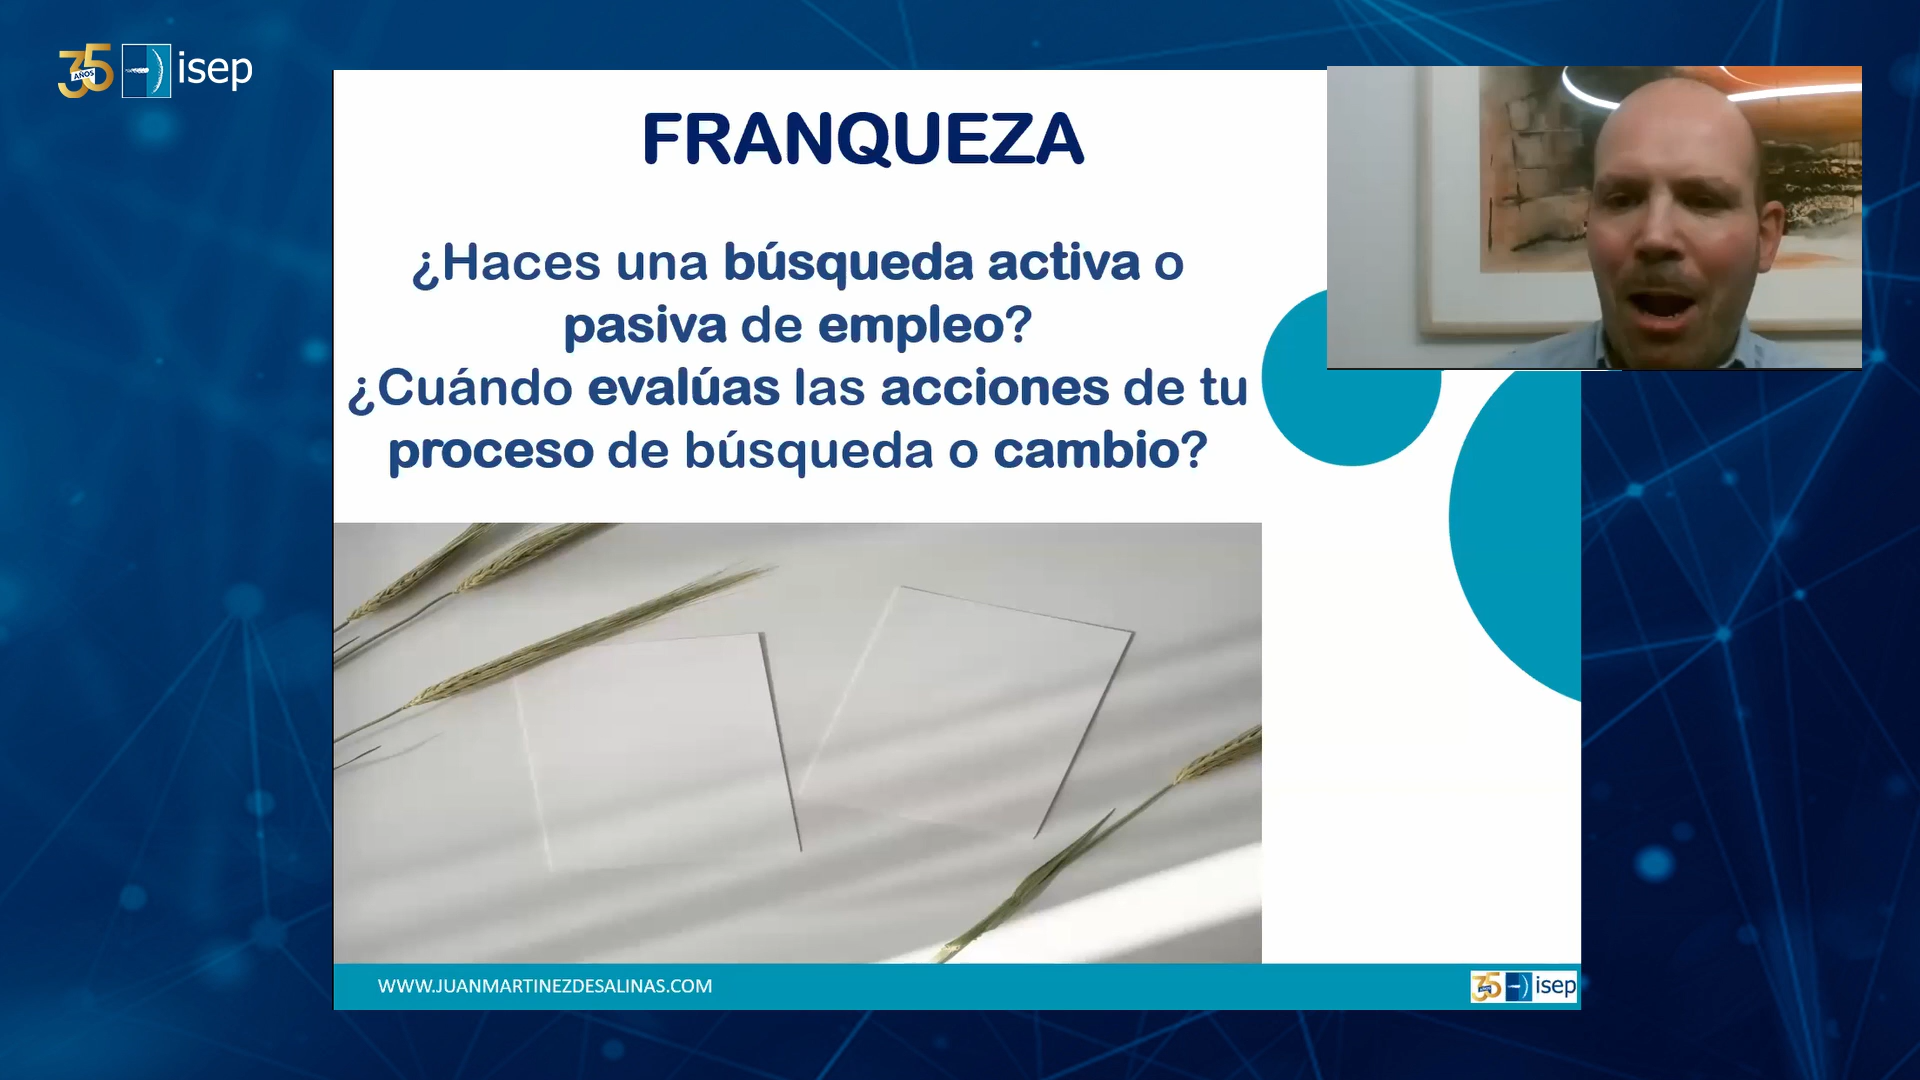 35
AÑOS
isep
FRANQUEZA
¿Haces una búsqueda activa o
pasiva de empleo?
¿Cuándo evalúas las acciones de tu
proceso de búsqueda o cambio?
WWW.JUANMARTINEZDESALINAS.COM
35
AÑOS
isep